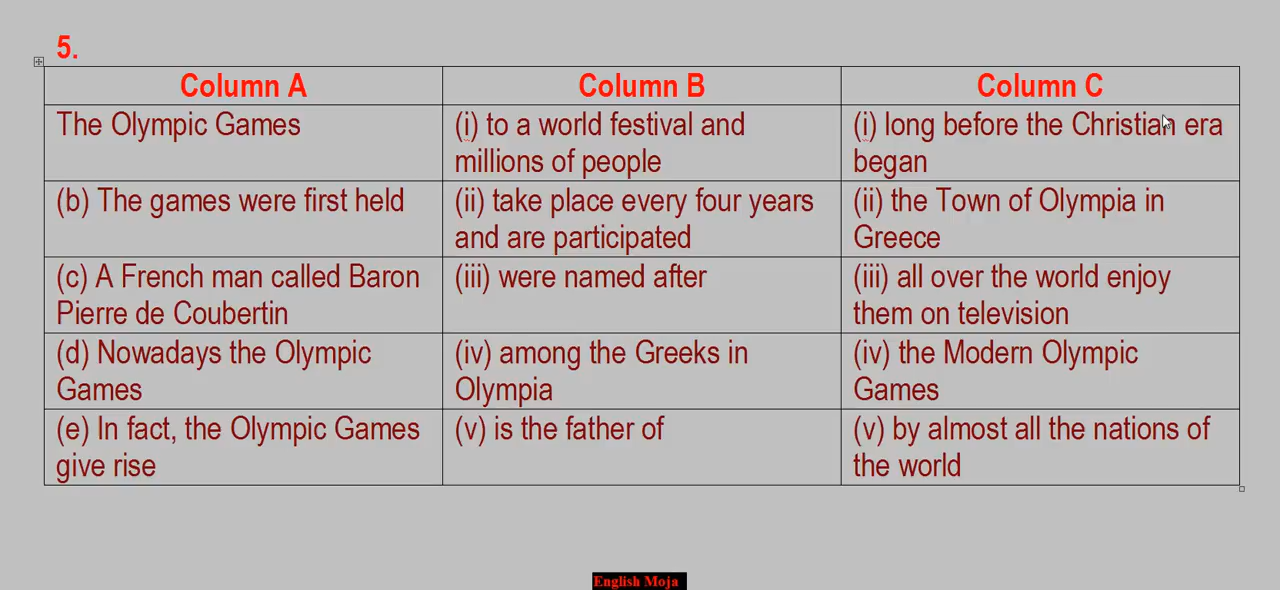 5.
Column A
Column B
Column C
The Olympic Games
(i) to a world festival and
millions of people
(i) long before the Christian era
began
(b) The games were first held
(ii) take place every four years
and are participated
(ii) the Town of Olympia in
Greece
(c) A French man called Baron
Pierre de Coubertin
(iii) were named after
(iii) all over the world enjoy
them on television
(d) Nowadays the Olympic
Games
(iv) among the Greeks in
Olympia
(iv) the Modern Olympic
Games
(e) In fact, the Olympic Games
give rise
(v) is the father of
(v) by almost all the nations of
the world
English Moja